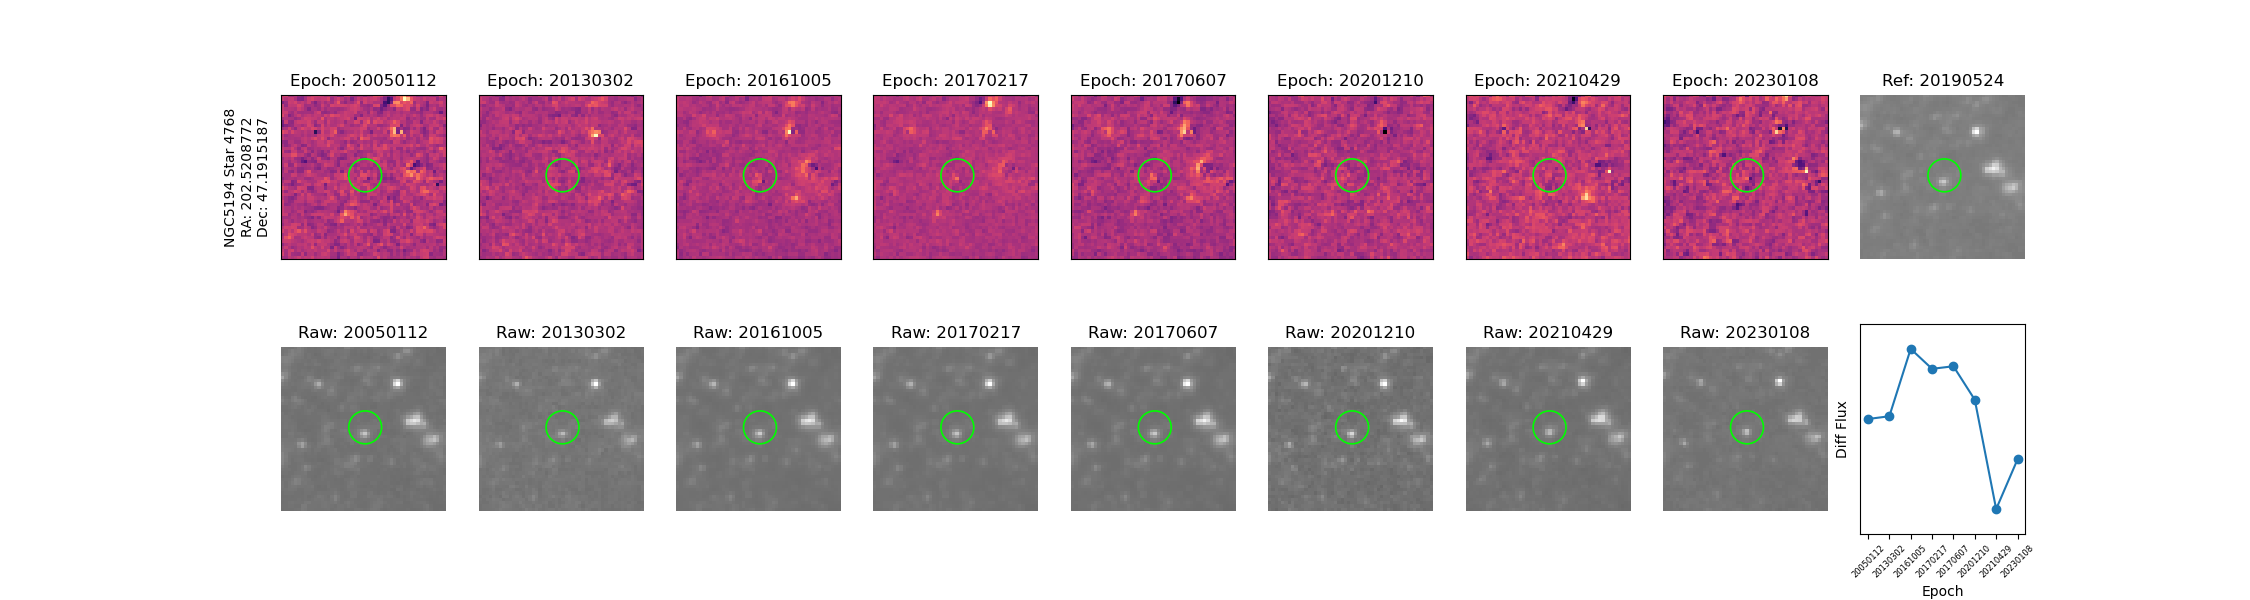 NGC5194 Star 4768
RA: 202.5208772
Dec: 47.1915187
Epoch: 20050112
Epoch: 20130302
Epoch: 20161005
Epoch: 20170217
Epoch: 20170607
Epoch: 20201210
Epoch: 20210429
Epoch: 20230108
Ref: 20190524
Raw: 20050112
Raw: 20130302
Raw: 20161005
Raw: 20170217
Raw: 20170607
Raw: 20201210
Raw: 20210429
Raw: 20230108
Diff Flux
20050112
20130302
20161005
20170217
20170607
20201210
20210429
20230108
Epoch